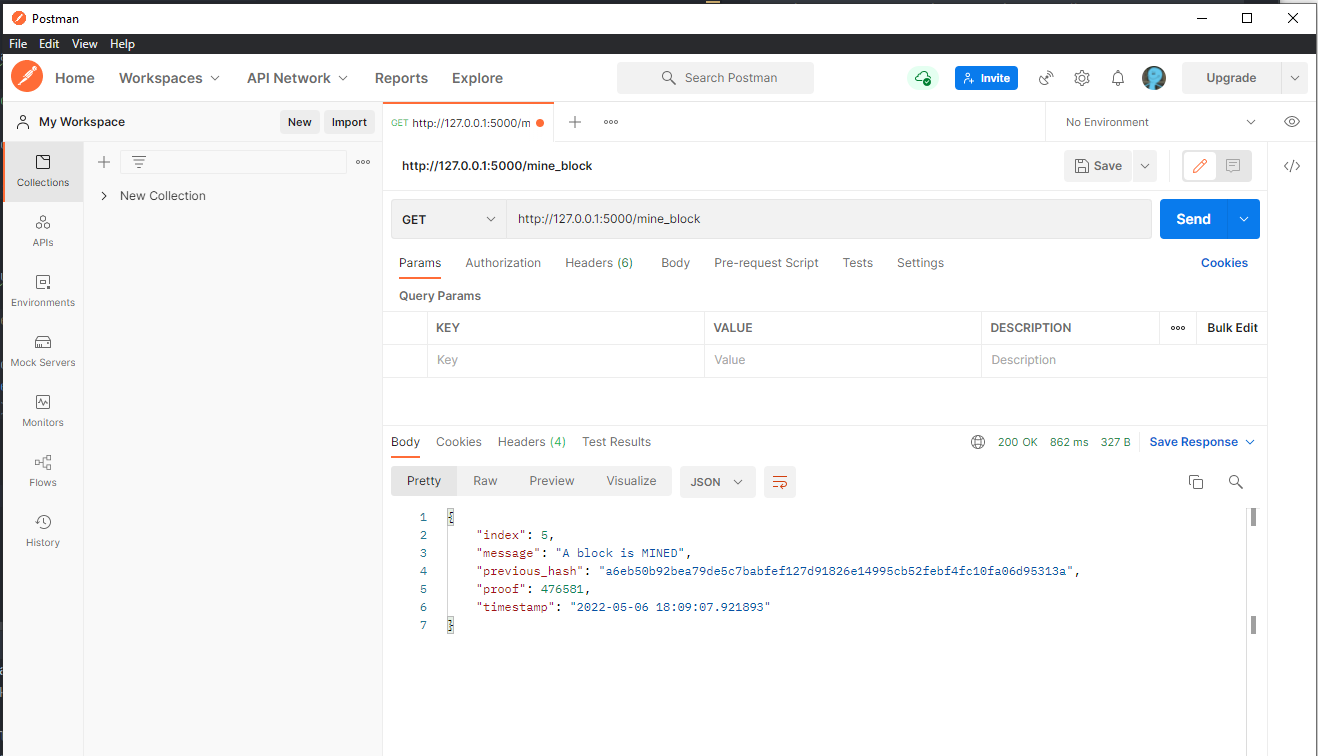 Postman
File Edit View Help
Home Workspaces API Network Reports Explore Search Postman Invite Upgrade
My Workspace New Import GET http://127.0.0.1:5000/m No Environment
Collections
APIs
Environments
Mock Servers
Monitors
Flows
History
New Collection
http://127.0.0.1:5000/mine_block Save
GET http://127.0.0.1:5000/mine_block Send
Params Authorization Headers (6) Body Pre-request Script Tests Settings Cookies
Query Params
KEY VALUE DESCRIPTION Bulk Edit
Key Value Description
Body Cookies Headers (4) Test Results 200 OK 862 ms 327 B Save Response
Pretty Raw Preview Visualize JSON
1 {
2 "index": 5,
3 "message": "A block is MINED",
4 "previous_hash": "a6eb50b92bea79de5c7babfef127d91826e14995cb52febf4fc10fa06d95313a",
5 "proof": 476581,
6 "timestamp": "2022-05-06 18:09:07.921893"
7 }